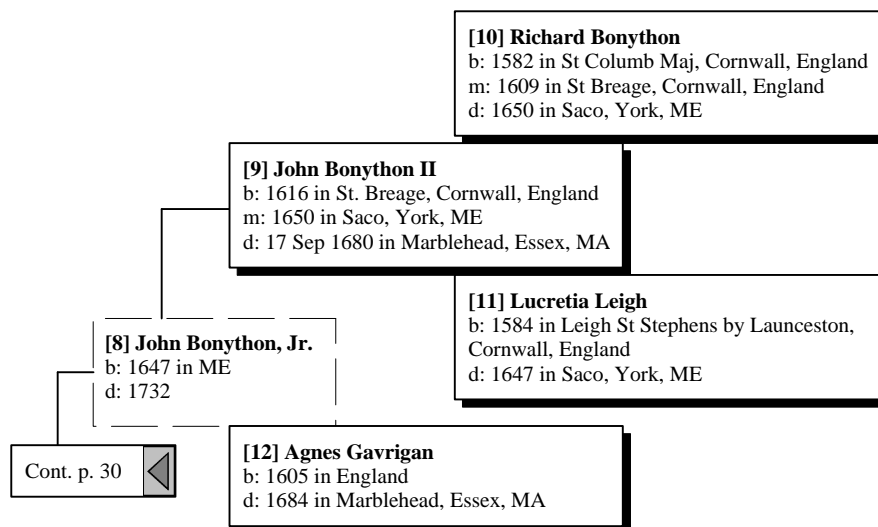 [10] Richard Bonython
b: 1582 in St Columb Maj, Cornwall, England
m: 1609 in St Breage, Cornwall, England
d: 1650 in Saco, York, ME
[9] John Bonython II
b: 1616 in St. Breage, Cornwall, England
m: 1650 in Saco, York, ME
d: 17 Sep 1680 in Marblehead, Essex, MA
[11] Lucretia Leigh
b: 1584 in Leigh St Stephens by Launceston,
Cornwall, England
d: 1647 in Saco, York, ME
[8] John Bonython, Jr.
b: 1647 in ME
d: 1732
[12] Agnes Gavrigan
b: 1605 in England
d: 1684 in Marblehead, Essex, MA
Cont. p. 30